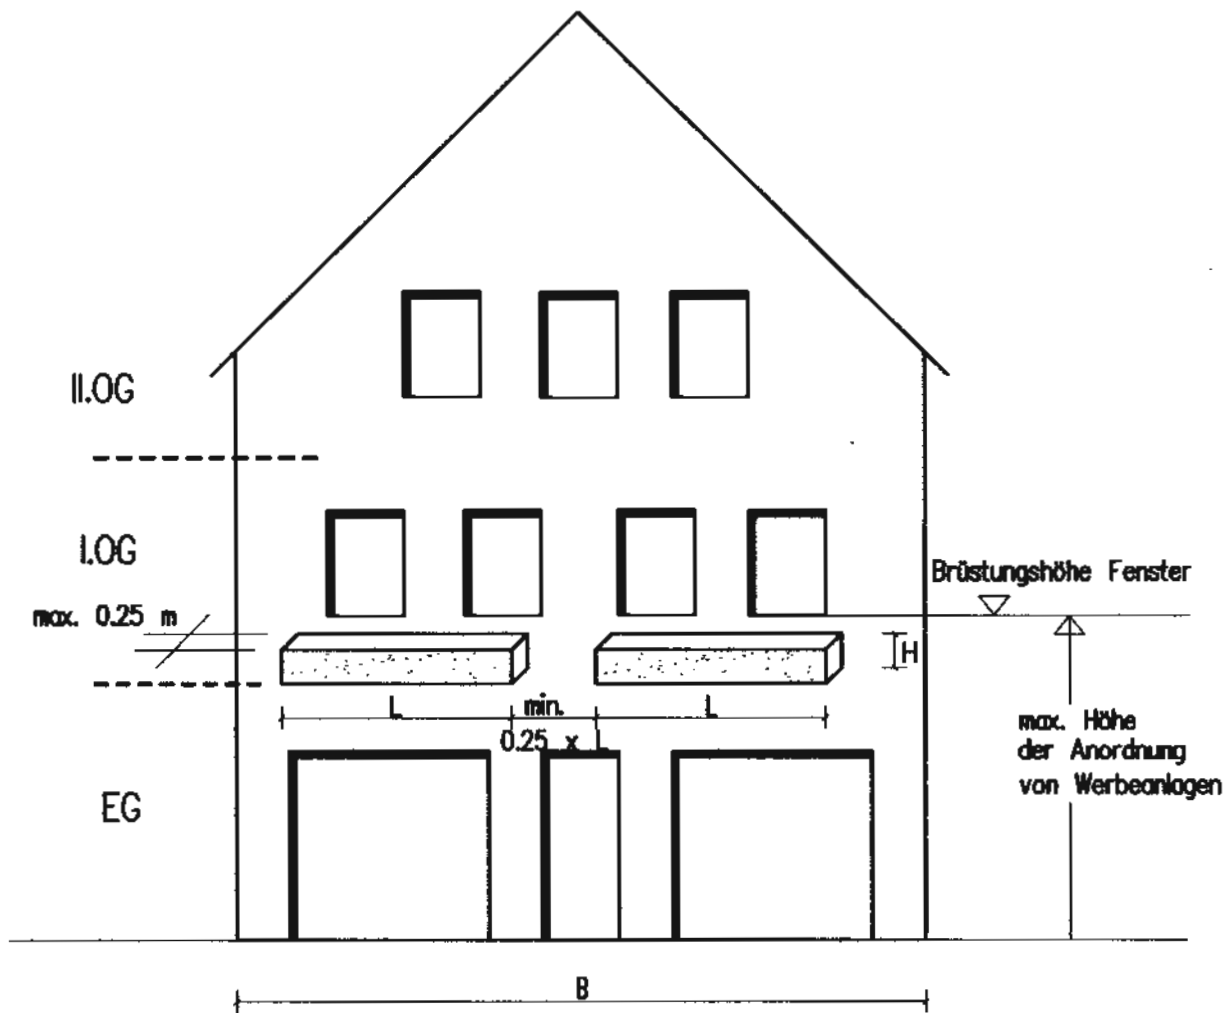 II.OG
I.OG
Brüstungshöhe Fenster
max. 0.25 m
H
L
min.
L
0.25 x L
max. Höhe
der Anordnung
von Werbeanlagen
EG
B